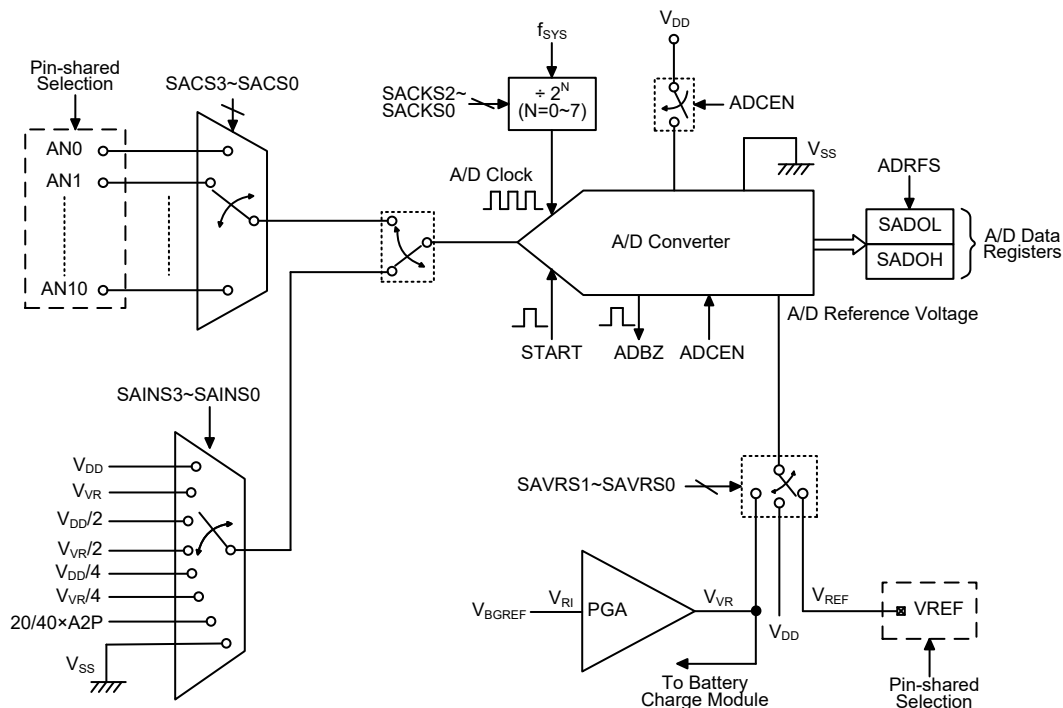 Pin-shared
Selection
SACS3~SACS0
AN0
AN1
AN10
fSYS
SACKS2~
SACKS0
÷ 2^N
(N=0~7)
A/D Clock
VDD
ADCEN
VSS
A/D Converter
ADRFS
SADOL
SADOH
A/D Data
Registers
START
ADBZ
ADCEN
A/D Reference Voltage
SAINS3~SAINS0
VDD
VVR
VDD/2
VVR/2
VDD/4
VVR/4
20/40×A2P
VSS
SAVRS1~SAVRS0
VBGREF
VRI
PGA
VVR
VDD
VREF
VREF
To Battery
Charge Module
Pin-shared
Selection